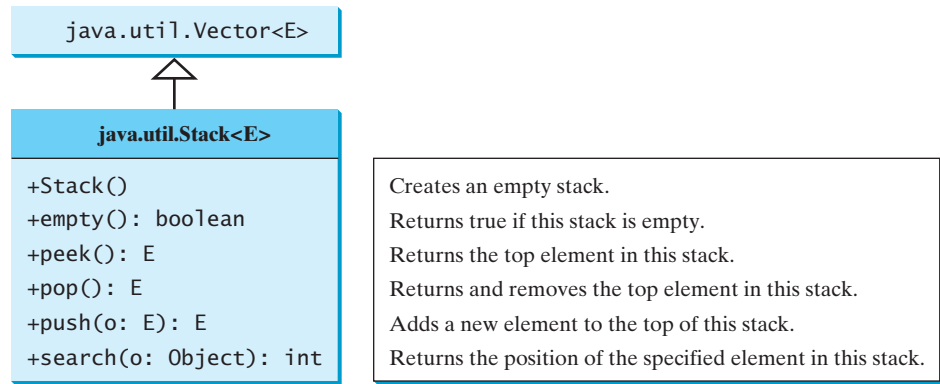 java.util.Vector<E>
java.util.Stack<E>
+Stack()
Creates an empty stack.
+empty(): boolean
Returns true if this stack is empty.
+peek(): E
Returns the top element in this stack.
+pop(): E
Returns and removes the top element in this stack.
+push(o: E): E
Adds a new element to the top of this stack.
+search(o: Object): int
Returns the position of the specified element in this stack.